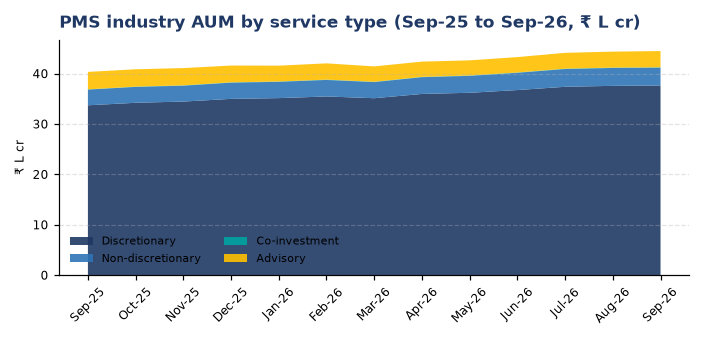 PMS industry AUM by service type (Sep-25 to Sep-26, ₹ L cr)
₹ L cr
40
30
20
10
0
Discretionary
Non-discretionary
Co-investment
Advisory
Sep-25
Oct-25
Nov-25
Dec-25
Jan-26
Feb-26
Mar-26
Apr-26
May-26
Jun-26
Jul-26
Aug-26
Sep-26